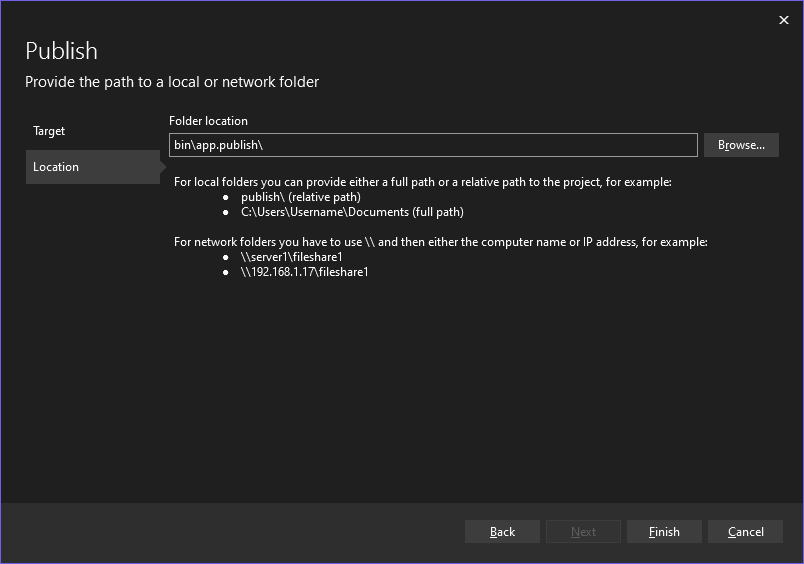 Publish
Provide the path to a local or network folder
Target
Location
Folder location
bin\app.publish\
Browse...
For local folders you can provide either a full path or a relative path to the project, for example:
● publish\ (relative path)
● C:\Users\Username\Documents (full path)
For network folders you have to use \\ and then either the computer name or IP address, for example:
● \\server1\fileshare1
● \\192.168.1.17\fileshare1
Back
Next
Finish
Cancel